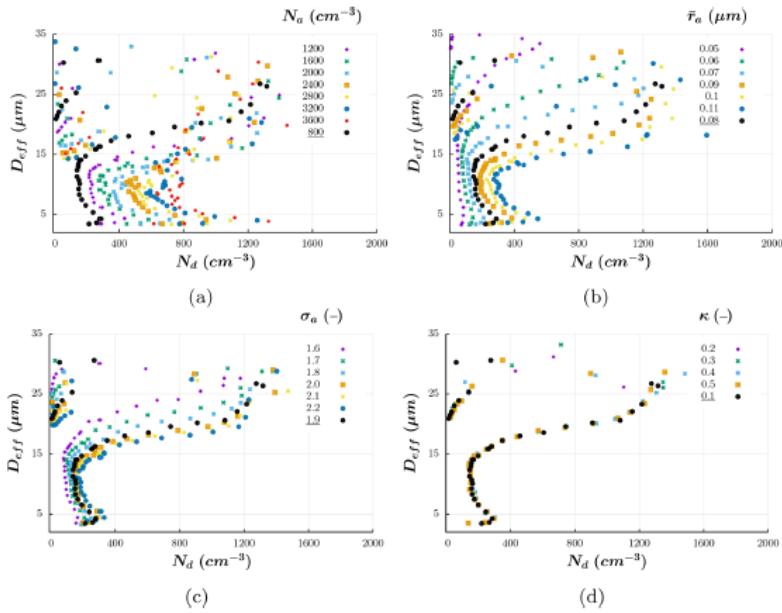 N_a (cm^-3)
35
25
15
5
D_eff (μm)
1200
1600
2000
2400
2800
3200
3600
800
0 400 800 1200 1600 2000
N_d (cm^-3)
(a)
r̄_a (μm)
35
25
15
5
D_eff (μm)
0.05
0.06
0.07
0.09
0.1
0.11
0.08
0 400 800 1200 1600 2000
N_d (cm^-3)
(b)
σ_a (–)
35
25
15
5
D_eff (μm)
1.6
1.7
1.8
2.0
2.1
2.2
1.9
0 400 800 1200 1600 2000
N_d (cm^-3)
(c)
κ (–)
35
25
15
5
D_eff (μm)
0.2
0.3
0.4
0.5
0.1
0 400 800 1200 1600 2000
N_d (cm^-3)
(d)